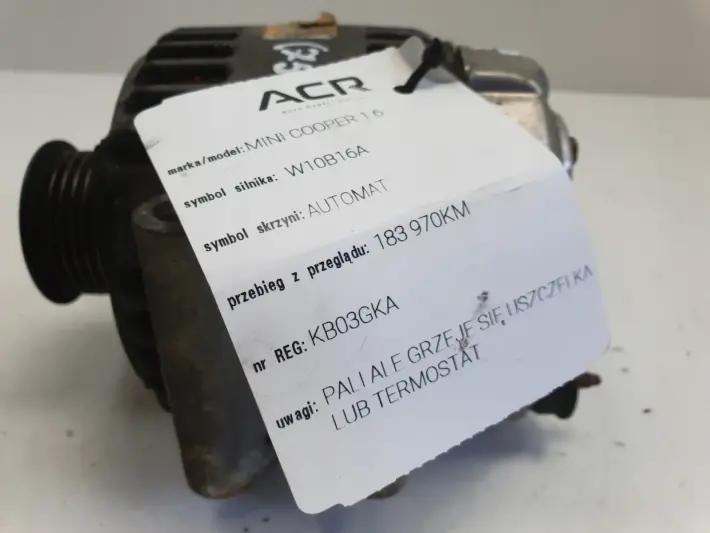 ACR
marka/model: MINI COOPER 1 6
symbol silnika: W10B16A
symbol skrzyni: AUTOMAT
przebieg z przeglądu: 183 970KM
nr REG: KB03GKA
uwagi: PALI ALE GRZEJE SIĘ, USZCZELKA
LUB TERMOSTAT